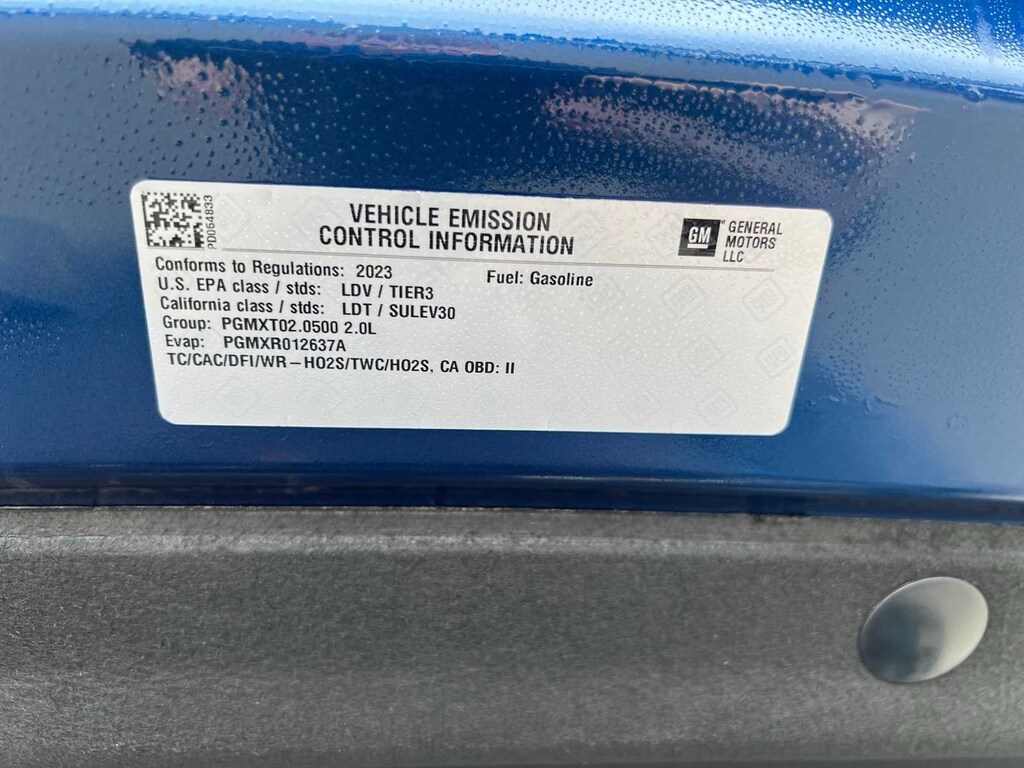 PD064833
VEHICLE EMISSION
CONTROL INFORMATION
GM
GENERAL
MOTORS
LLC
Conforms to Regulations: 2023 Fuel: Gasoline
U.S. EPA class / stds: LDV / TIER3
California class / stds: LDT / SULEV30
Group: PGMXT02.0500 2.0L
Evap: PGMXR012637A
TC/CAC/DFI/WR-HO2S/TWC/HO2S, CA OBD: II